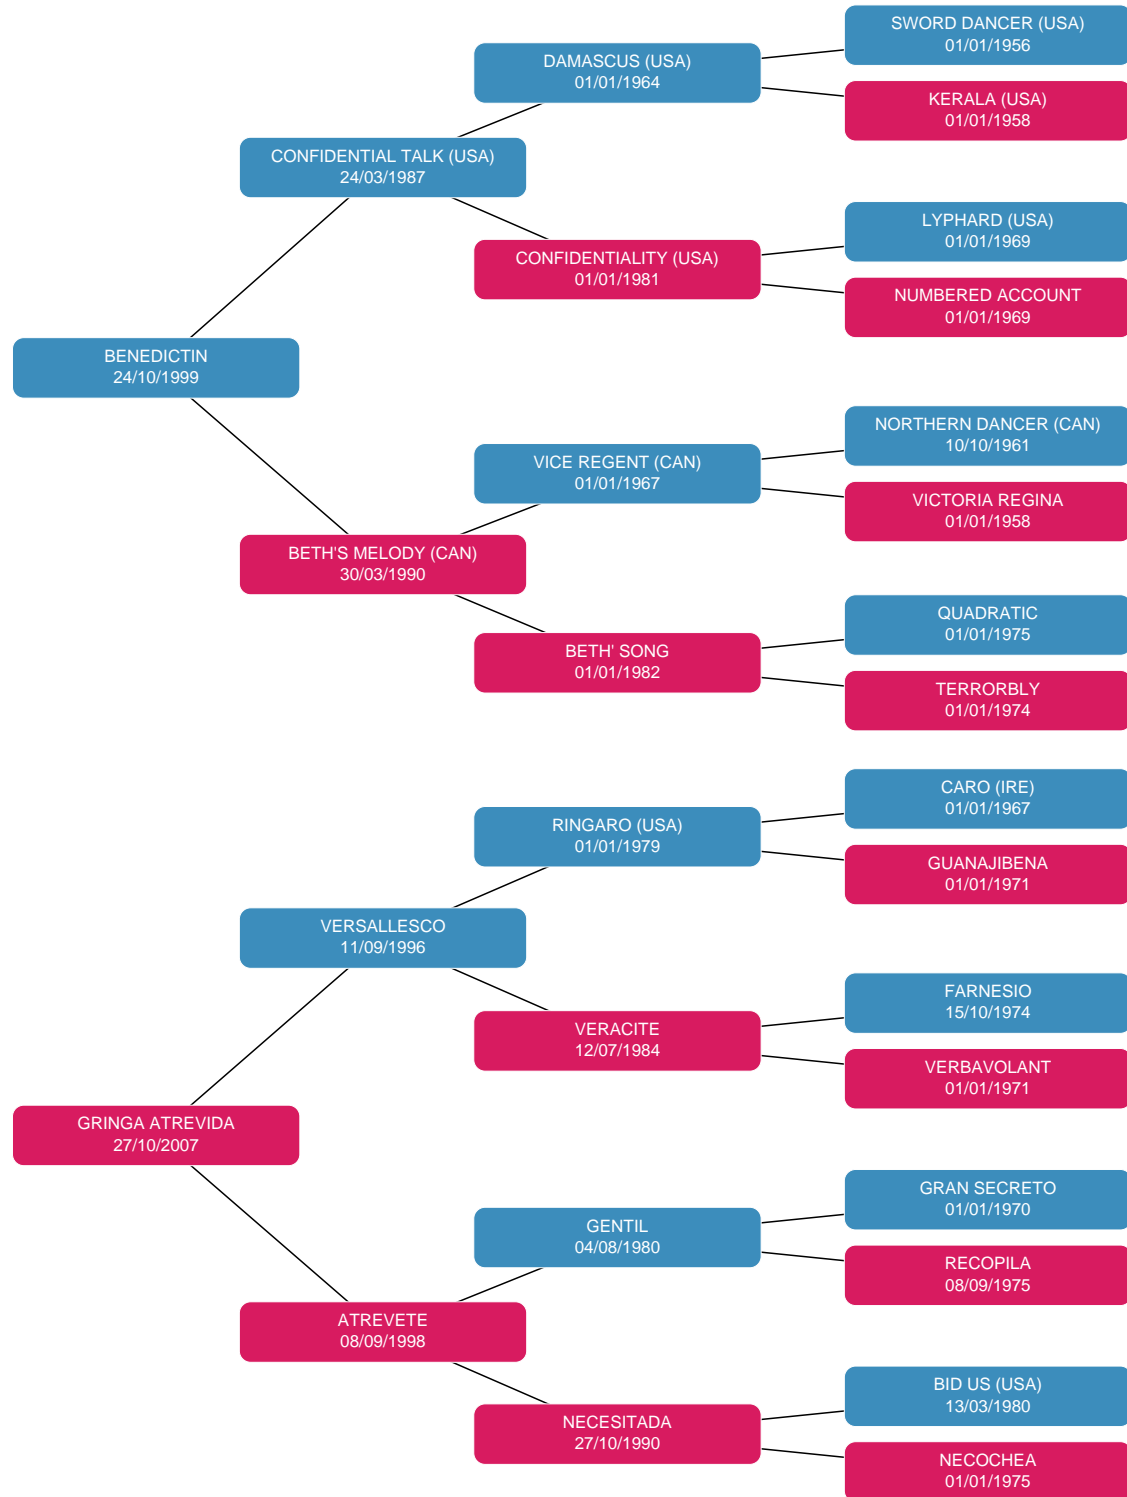 SWORD DANCER (USA)
01/01/1956
DAMASCUS (USA)
01/01/1964
KERALA (USA)
01/01/1958
CONFIDENTIAL TALK (USA)
24/03/1987
LYPHARD (USA)
01/01/1969
CONFIDENTIALITY (USA)
01/01/1981
NUMBERED ACCOUNT
01/01/1969
BENEDICTIN
24/10/1999
NORTHERN DANCER (CAN)
10/10/1961
VICE REGENT (CAN)
01/01/1967
VICTORIA REGINA
01/01/1958
BETH'S MELODY (CAN)
30/03/1990
QUADRATIC
01/01/1975
BETH' SONG
01/01/1982
TERRORBLY
01/01/1974
CARO (IRE)
01/01/1967
RINGARO (USA)
01/01/1979
GUANAJIBENA
01/01/1971
VERSALLESCO
11/09/1996
FARNESIO
15/10/1974
VERACITE
12/07/1984
VERBAVOLANT
01/01/1971
GRINGA ATREVIDA
27/10/2007
GRAN SECRETO
01/01/1970
GENTIL
04/08/1980
RECOPILA
08/09/1975
ATREVETE
08/09/1998
BID US (USA)
13/03/1980
NECESITADA
27/10/1990
NECOCHEA
01/01/1975